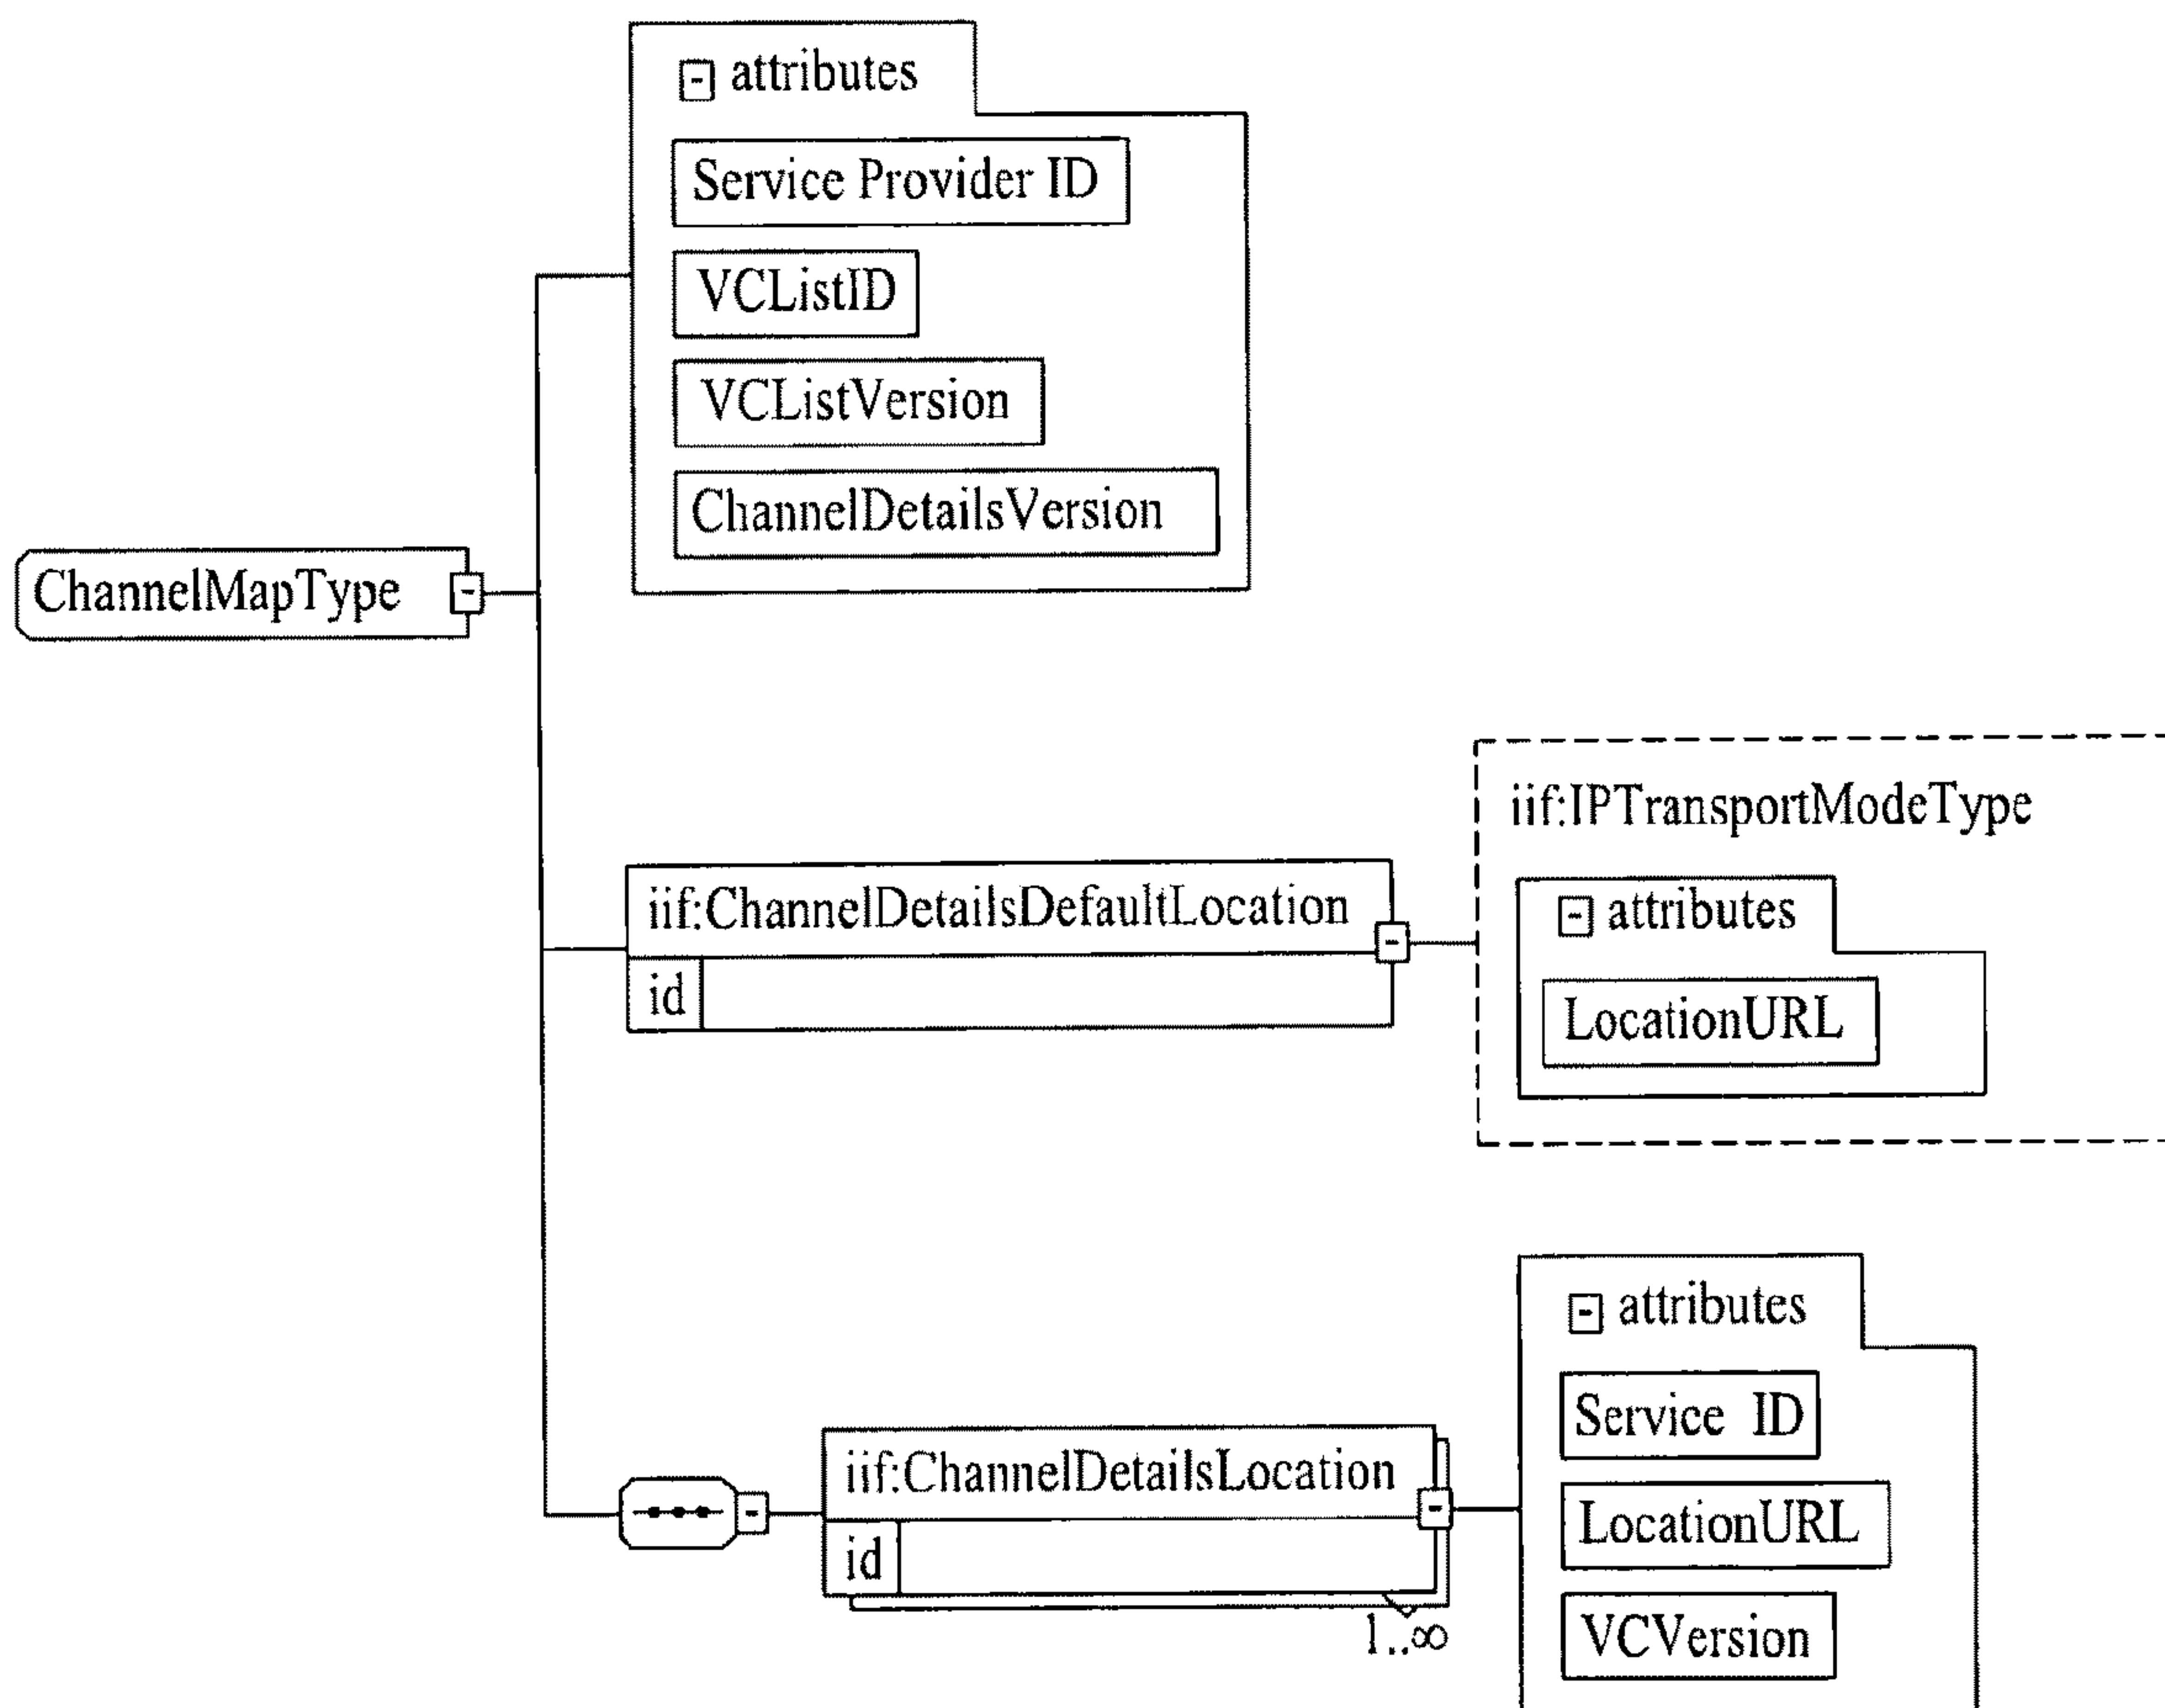 attributes
Service Provider ID
VCListID
VCListVersion
ChannelDetailsVersion
ChannelMapType
iif:IPTransportModeType
iif:ChannelDetailsDefaultLocation
id
attributes
LocationURL
attributes
Service ID
iif:ChannelDetailsLocation
id
1..∞
LocationURL
VCVersion